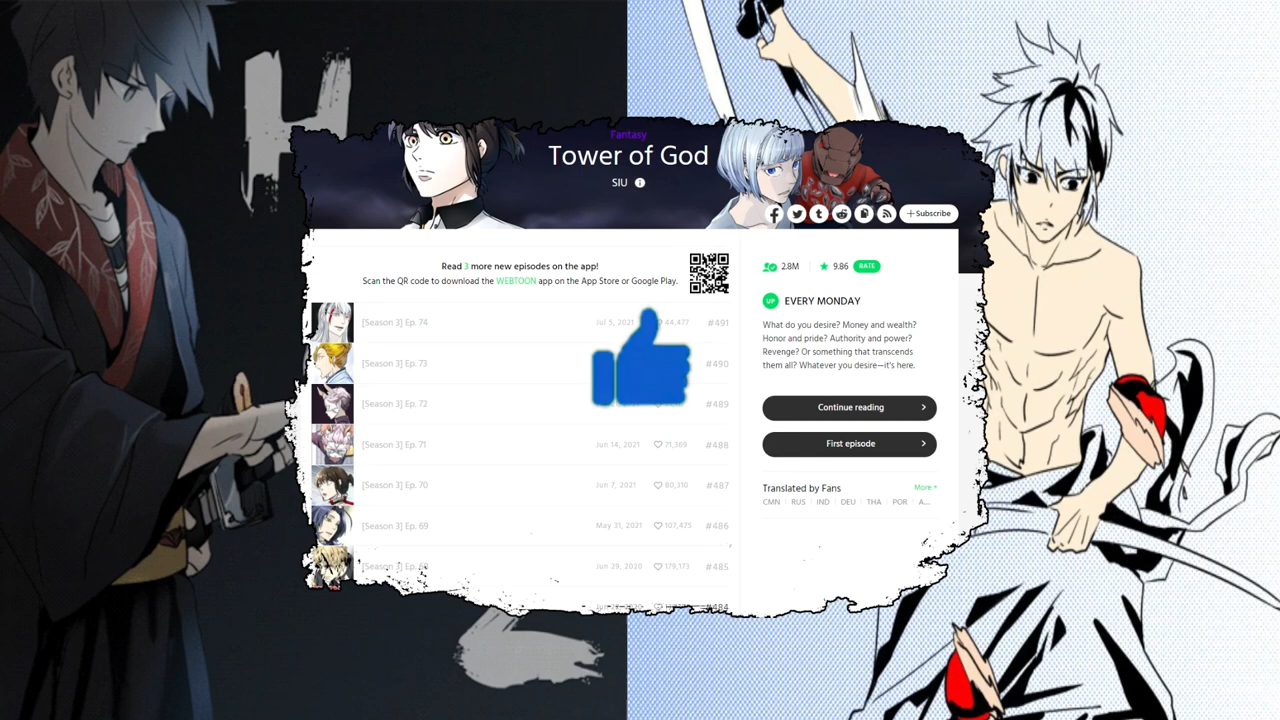 Fantasy
Tower of God
SIU
Subscribe
Read 3 more new episodes on the app!
Scan the QR code to download the WEBTOON app on the App Store or Google Play.
[Season 3] Ep. 74 Jul 5, 2021 44,477 #491
[Season 3] Ep. 73 #490
[Season 3] Ep. 72 #489
[Season 3] Ep. 71 Jun 14, 2021 71,369 #488
[Season 3] Ep. 70 Jun 7, 2021 80,310 #487
[Season 3] Ep. 69 May 31, 2021 107,475 #486
[Season 3] Ep. Jun 29, 2020 179,173 #485
#484
2.8M 9.86 RATE
UP EVERY MONDAY
What do you desire? Money and wealth?
Honor and pride? Authority and power?
Revenge? Or something that transcends
them all? Whatever you desire—it's here.
Continue reading
First episode
Translated by Fans More +
CMN RUS IND DEU THA POR A...